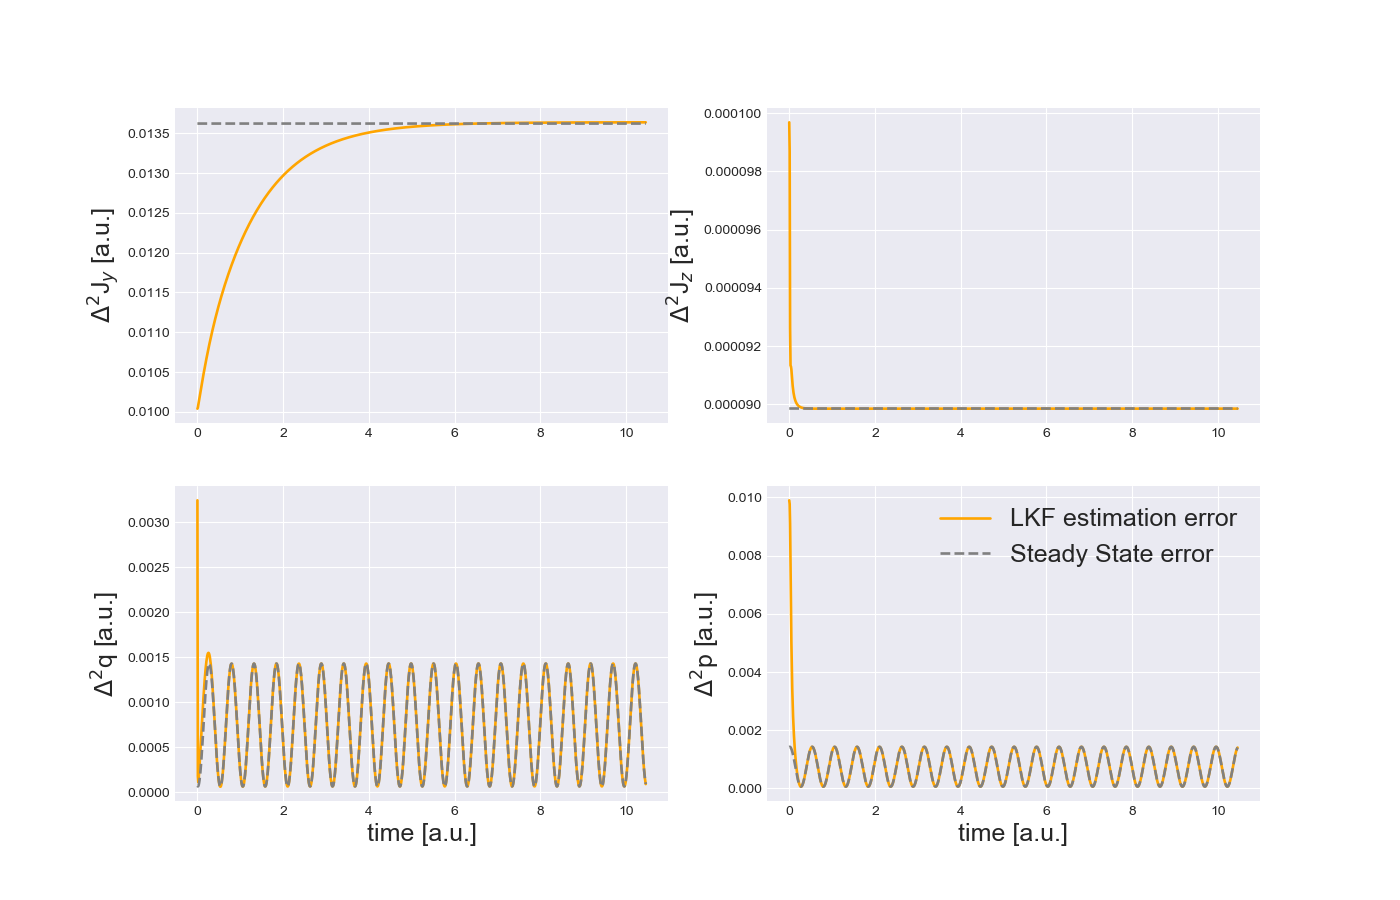 Δ² J_y [a.u.]
0.0135
0.0130
0.0125
0.0120
0.0115
0.0110
0.0105
0.0100
0 2 4 6 8 10
Δ² J_z [a.u.]
0.000100
0.000098
0.000096
0.000094
0.000092
0.000090
0 2 4 6 8 10
Δ²q [a.u.]
0.0030
0.0025
0.0020
0.0015
0.0010
0.0005
0.0000
0 2 4 6 8 10
time [a.u.]
Δ²p [a.u.]
0.010
0.008
0.006
0.004
0.002
0.000
LKF estimation error
Steady State error
0 2 4 6 8 10
time [a.u.]